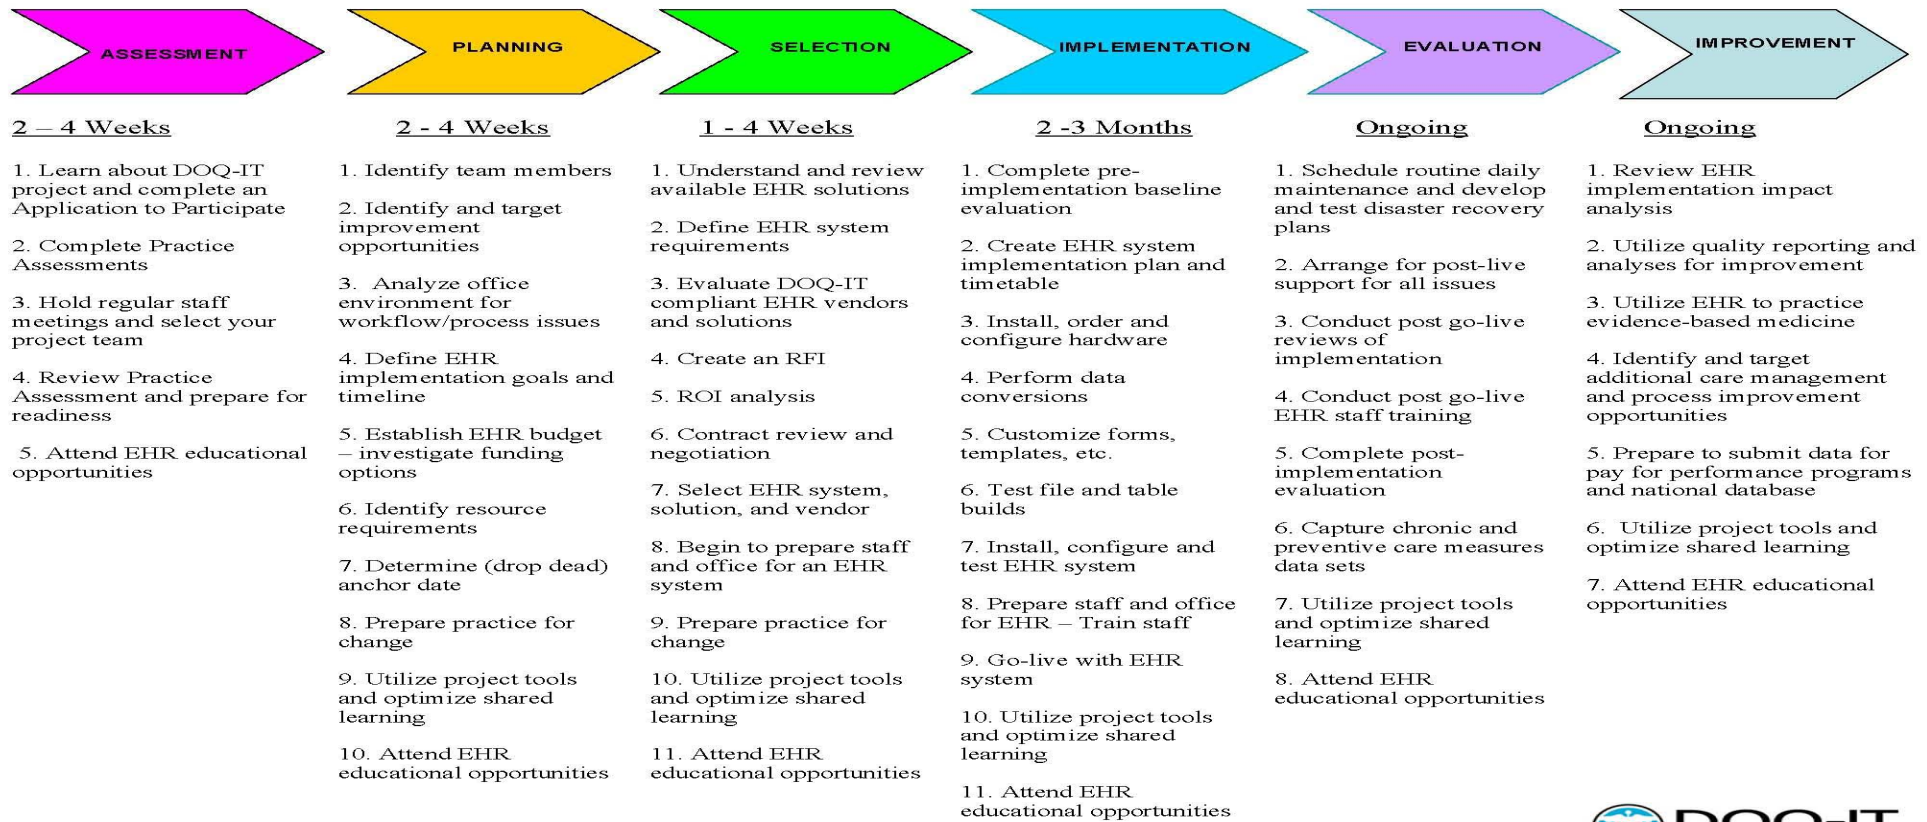 ASSESSMENT
PLANNING
SELECTION
IMPLEMENTATION
EVALUATION
IMPROVEMENT
2 – 4 Weeks
1. Learn about DOQ-IT
project and complete an
Application to Participate
2. Complete Practice
Assessments
3. Hold regular staff
meetings and select your
project team
4. Review Practice
Assessment and prepare for
readiness
5. Attend EHR educational
opportunities
2 - 4 Weeks
1. Identify team members
2. Identify and target
improvement
opportunities
3. Analyze office
environment for
workflow/process issues
4. Define EHR
implementation goals and
timeline
5. Establish EHR budget
– investigate funding
options
6. Identify resource
requirements
7. Determine (drop dead)
anchor date
8. Prepare practice for
change
9. Utilize project tools
and optimize shared
learning
10. Attend EHR
educational opportunities
1 - 4 Weeks
1. Understand and review
available EHR solutions
2. Define EHR system
requirements
3. Evaluate DOQ-IT
compliant EHR vendors
and solutions
4. Create an RFI
5. ROI analysis
6. Contract review and
negotiation
7. Select EHR system,
solution, and vendor
8. Begin to prepare staff
and office for an EHR
system
9. Prepare practice for
change
10. Utilize project tools
and optimize shared
learning
11. Attend EHR
educational opportunities
2 -3 Months
1. Complete pre-
implementation baseline
evaluation
2. Create EHR system
implementation plan and
timetable
3. Install, order and
configure hardware
4. Perform data
conversions
5. Customize forms,
templates, etc.
6. Test file and table
builds
7. Install, configure and
test EHR system
8. Prepare staff and office
for EHR – Train staff
9. Go-live with EHR
system
10. Utilize project tools
and optimize shared
learning
11. Attend EHR
educational opportunities
Ongoing
1. Schedule routine daily
maintenance and develop
and test disaster recovery
plans
2. Arrange for post-live
support for all issues
3. Conduct post go-live
reviews of
implementation
4. Conduct post go-live
EHR staff training
5. Complete post-
implementation
evaluation
6. Capture chronic and
preventive care measures
data sets
7. Utilize project tools
and optimize shared
learning
8. Attend EHR
educational opportunities
Ongoing
1. Review EHR
implementation impact
analysis
2. Utilize quality reporting and
analyses for improvement
3. Utilize EHR to practice
evidence-based medicine
4. Identify and target
additional care management
and process improvement
opportunities
5. Prepare to submit data for
pay for performance programs
and national database
6. Utilize project tools and
optimize shared learning
7. Attend EHR educational
opportunities
DOQ-IT